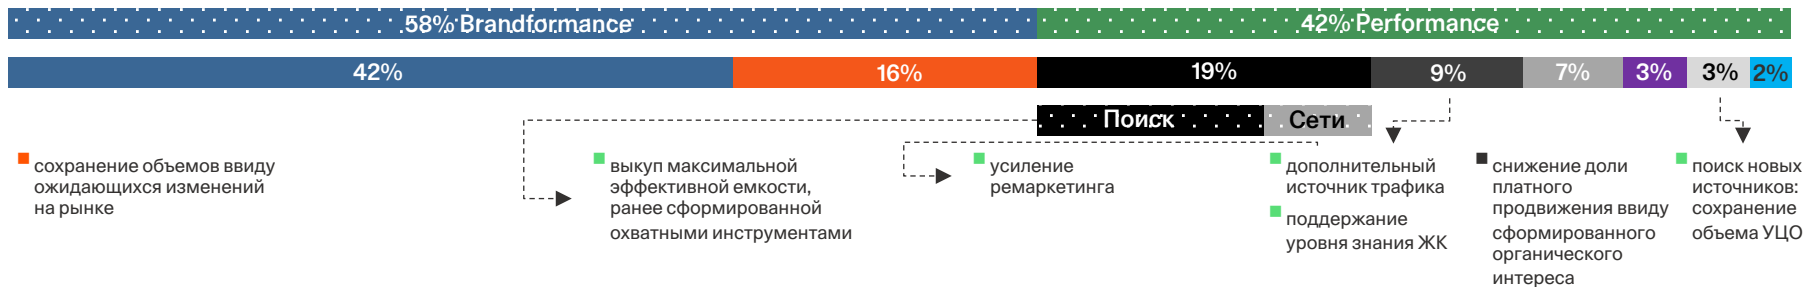 58% Brandformance
42% Performance
42%
16%
19%
9%
7%
3%
3%
2%
Поиск
Сети
сохранение объемов ввиду
ожидающихся изменений
на рынке
выкуп максимальной
эффективной емкости,
ранее сформированной
охватными инструментами
усиление
ремаркетинга
дополнительный
источник трафика
поддержание
уровня знания ЖК
снижение доли
платного
продвижения ввиду
сформированного
органического
интереса
поиск новых
источников:
сохранение
объема УЦО